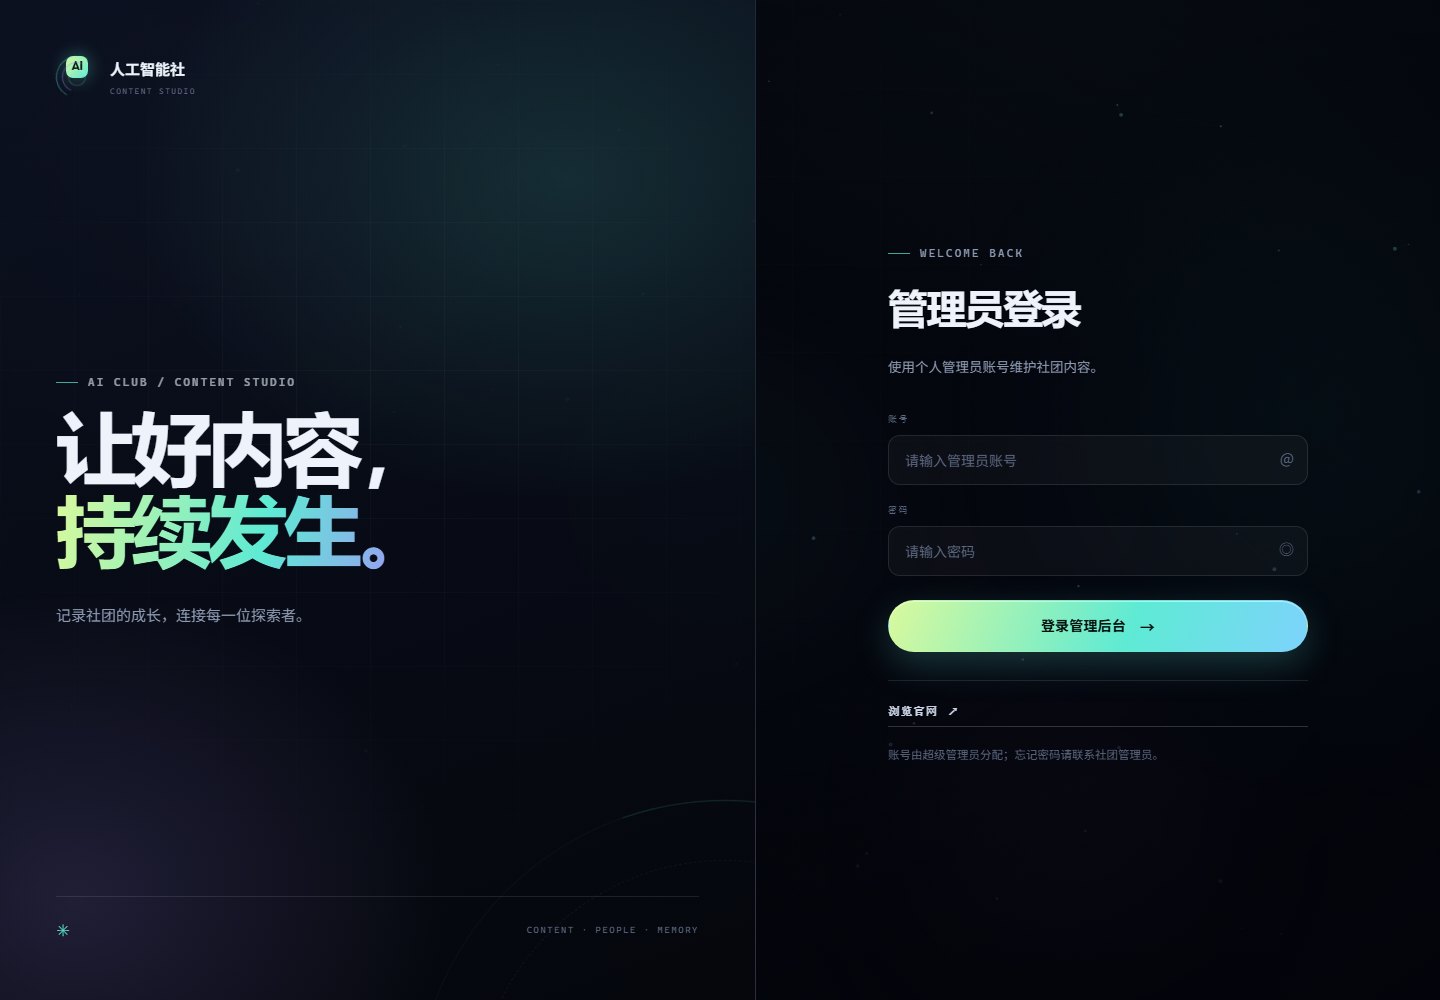 AI
人工智能社
CONTENT STUDIO
AI CLUB / CONTENT STUDIO
让好内容，
持续发生。
记录社团的成长，连接每一位探索者。
CONTENT · PEOPLE · MEMORY
WELCOME BACK
管理员登录
使用个人管理员账号维护社团内容。
账号
请输入管理员账号
@
密码
请输入密码
登录管理后台 →
浏览官网 ↗
账号由超级管理员分配；忘记密码请联系社团管理员。